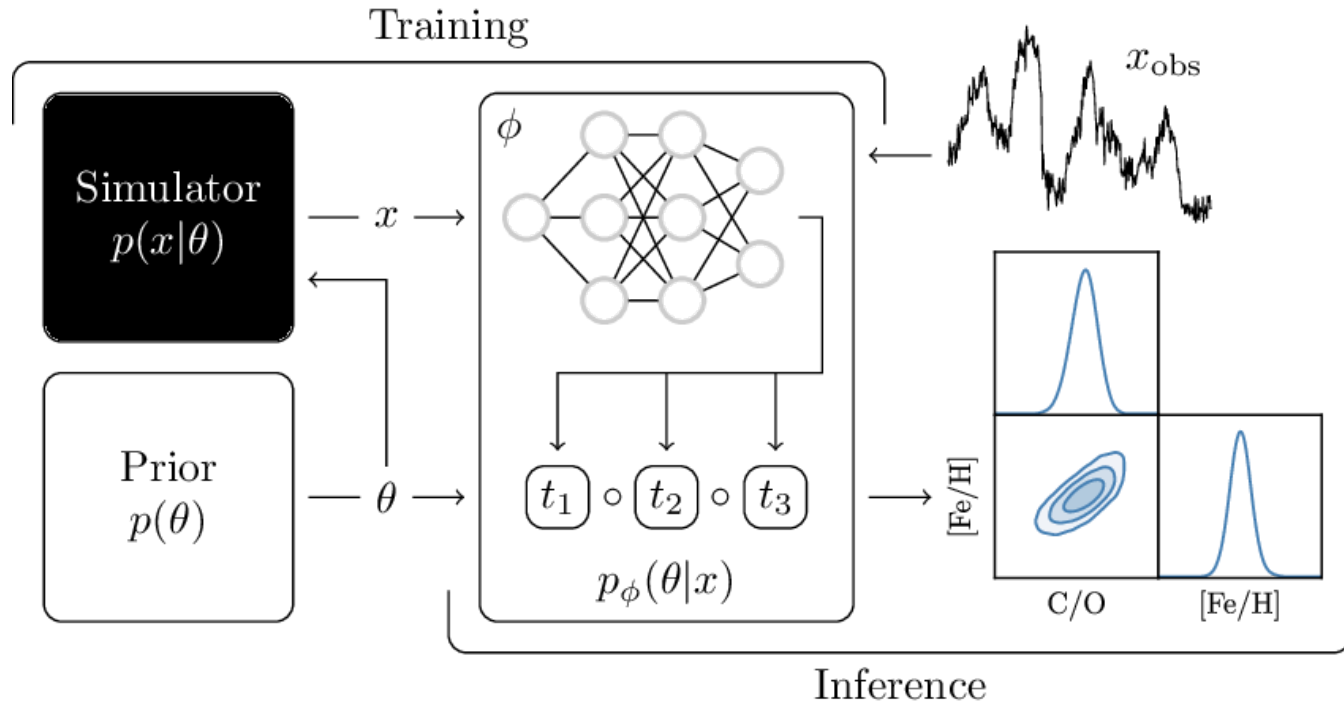 Training
x_obs
ϕ
Simulator
p(x|θ)
x
Prior
p(θ)
θ
t_1 ∘ t_2 ∘ t_3
p_ϕ(θ|x)
[Fe/H]
C/O
[Fe/H]
Inference